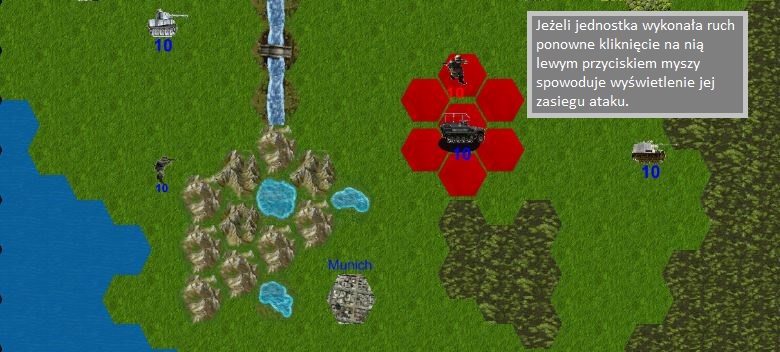 Jeżeli jednostka wykonała ruch
ponowne kliknięcie na nią
lewym przyciskiem myszy
spowoduje wyświetlenie jej
zasiegu ataku.
10
10
10
10
10
Munich